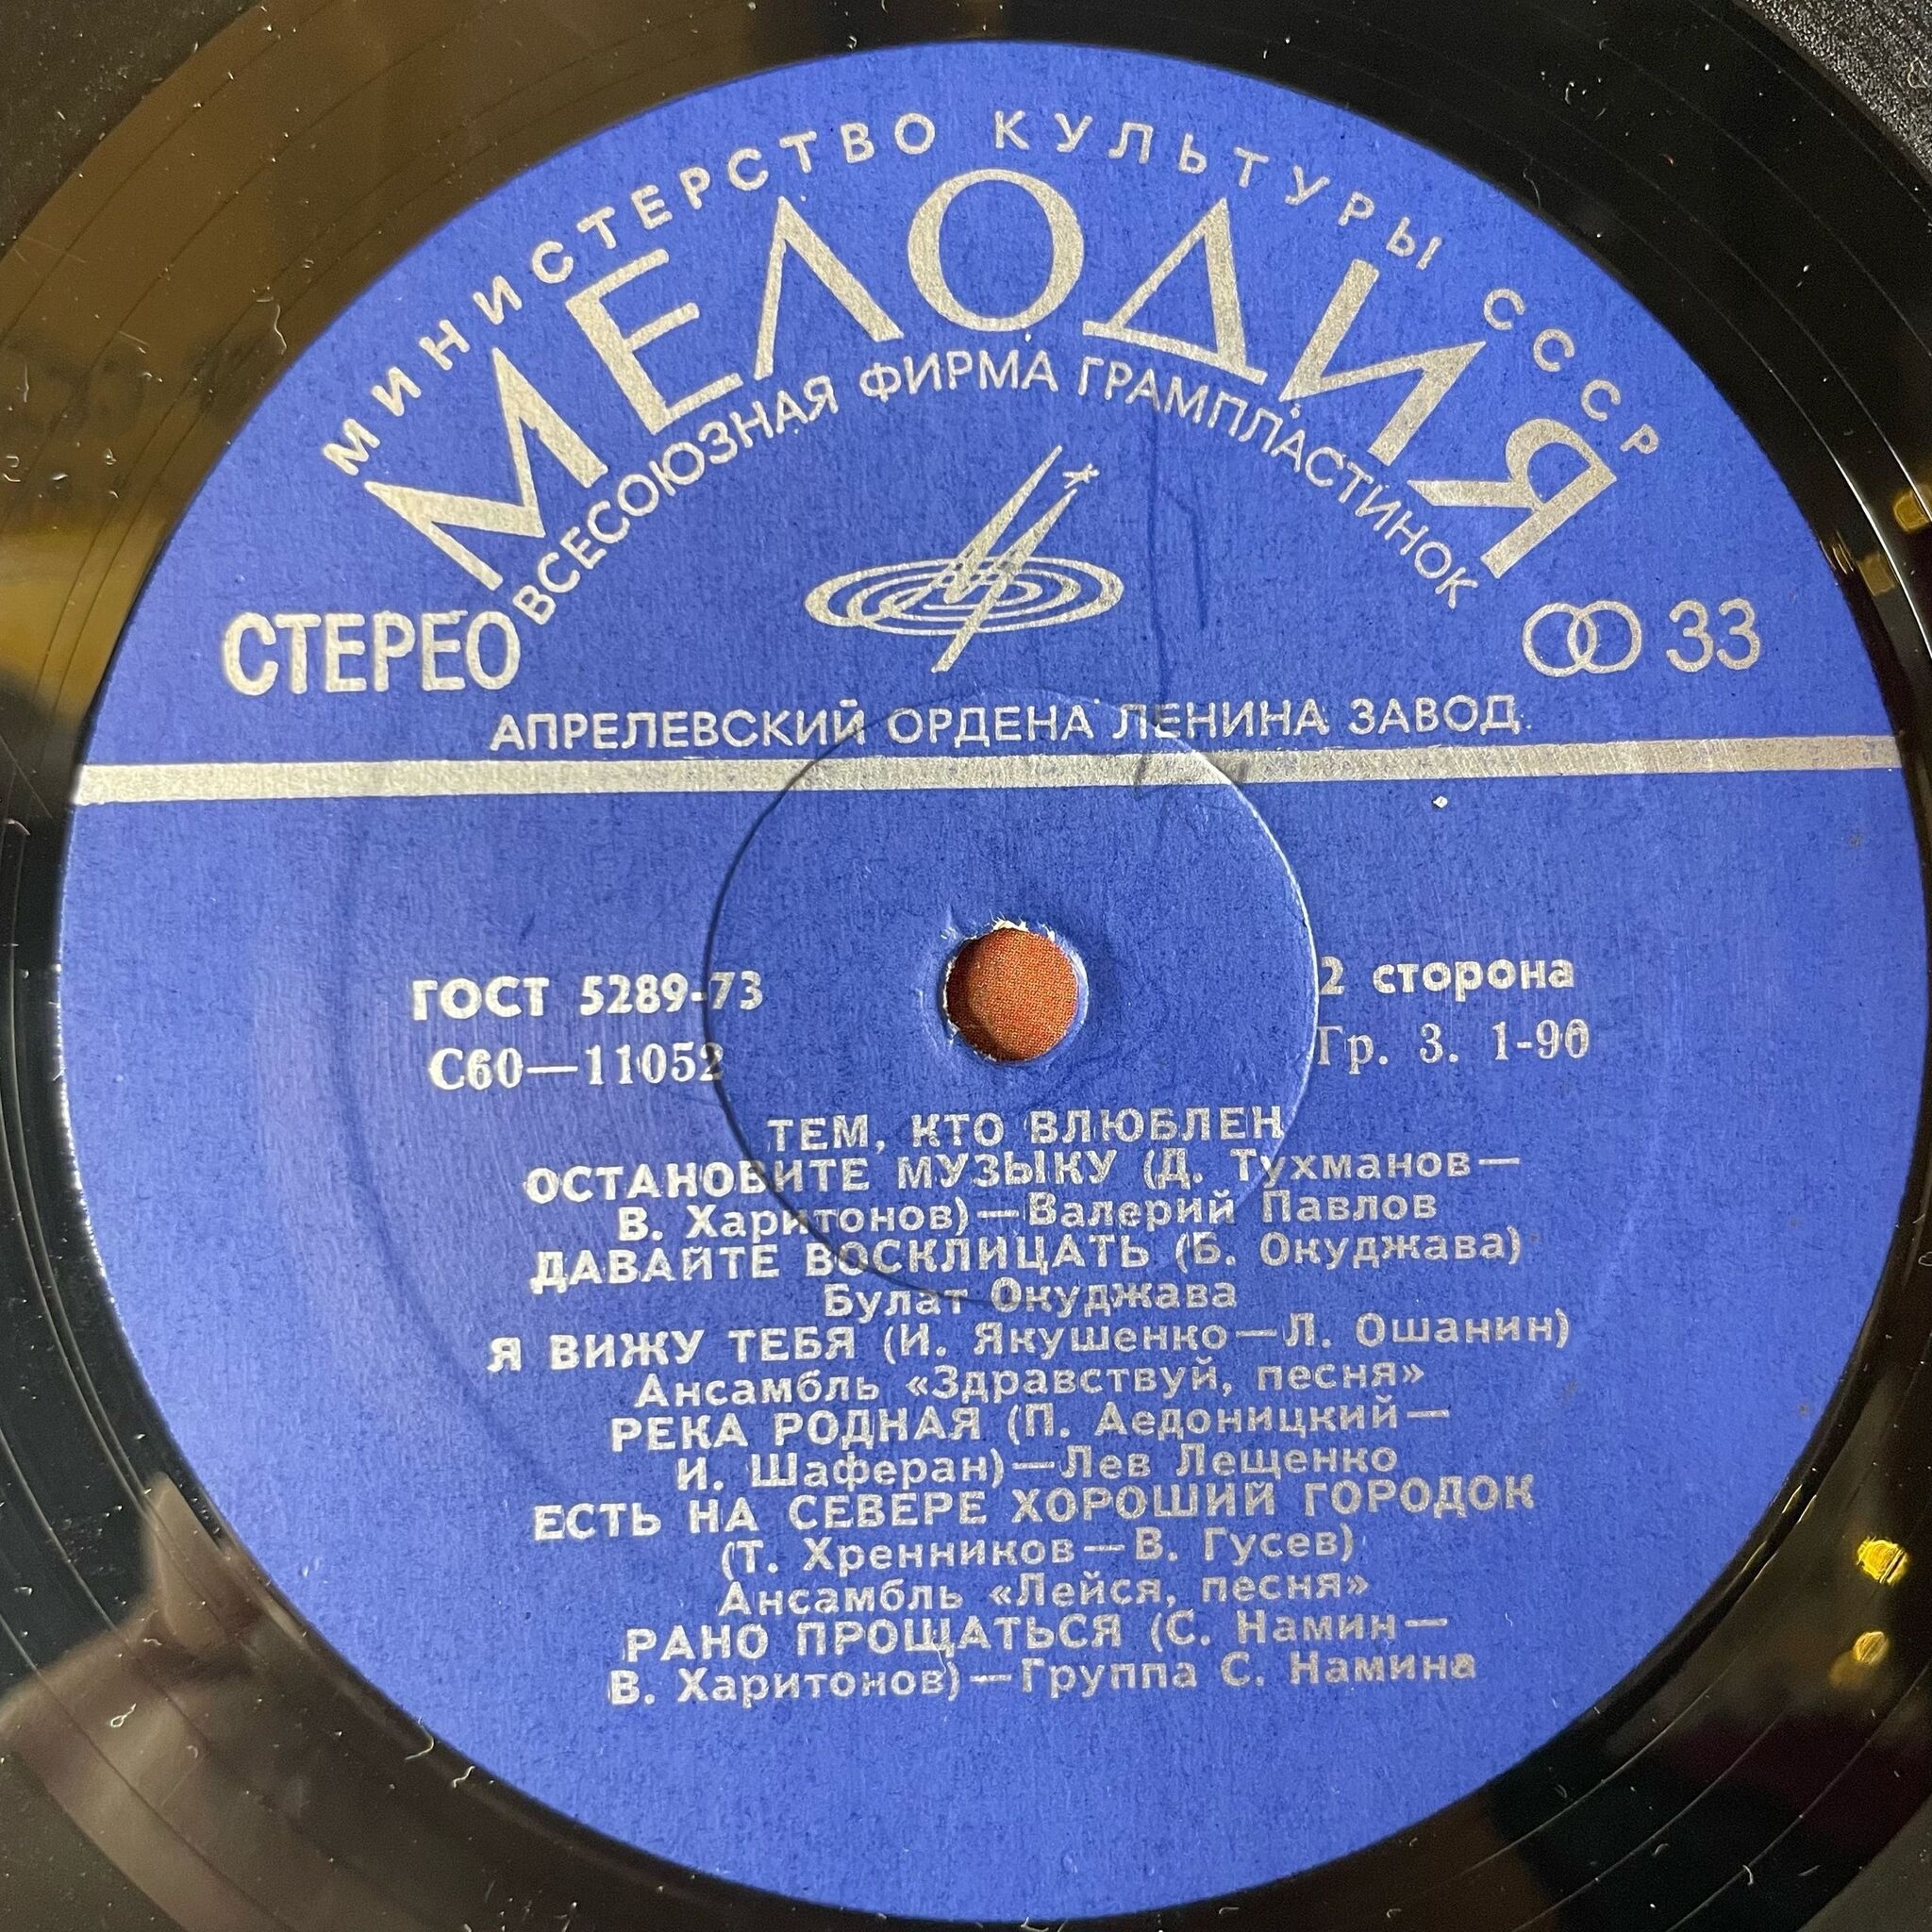 МИНИСТЕРСТВО КУЛЬТУРЫ СССР
МЕЛОДИЯ
ВСЕСОЮЗНАЯ ФИРМА ГРАМПЛАСТИНОК
СТЕРЕО
33
АПРЕЛЕВСКИЙ ОРДЕНА ЛЕНИНА ЗАВОД
ГОСТ 5289-73
2 сторона
С60—11052
Гр. 3. 1-90
ТЕМ, КТО ВЛЮБЛЕН
ОСТАНОВИТЕ МУЗЫКУ (Д. Тухманов—
В. Харитонов)—Валерий Павлов
ДАВАЙТЕ ВОСКЛИЦАТЬ (Б. Окуджава)
Булат Окуджава
Я ВИЖУ ТЕБЯ (И. Якушенко—Л. Ошанин)
Ансамбль «Здравствуй, песня»
РЕКА РОДНАЯ (П. Аедоницкий—
И. Шаферан)—Лев Лещенко
ЕСТЬ НА СЕВЕРЕ ХОРОШИЙ ГОРОДОК
(Т. Хренников—В. Гусев)
Ансамбль «Лейся, песня»
РАНО ПРОЩАТЬСЯ (С. Намин—
В. Харитонов)—Группа С. Намина